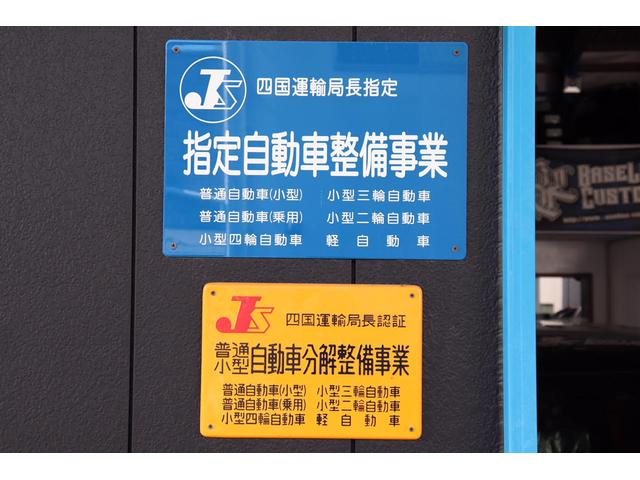 JS 四国運輸局長指定
指定自動車整備事業
普通自動車(小型) 小型三輪自動車
普通自動車(乗用) 小型二輪自動車
小型四輪自動車 軽自動車
JS 四国運輸局長認証
普通小型 自動車分解整備事業
普通自動車(小型) 小型三輪自動車
普通自動車(乗用) 小型二輪自動車
小型四輪自動車 軽自動車
BASEL
CUSTO